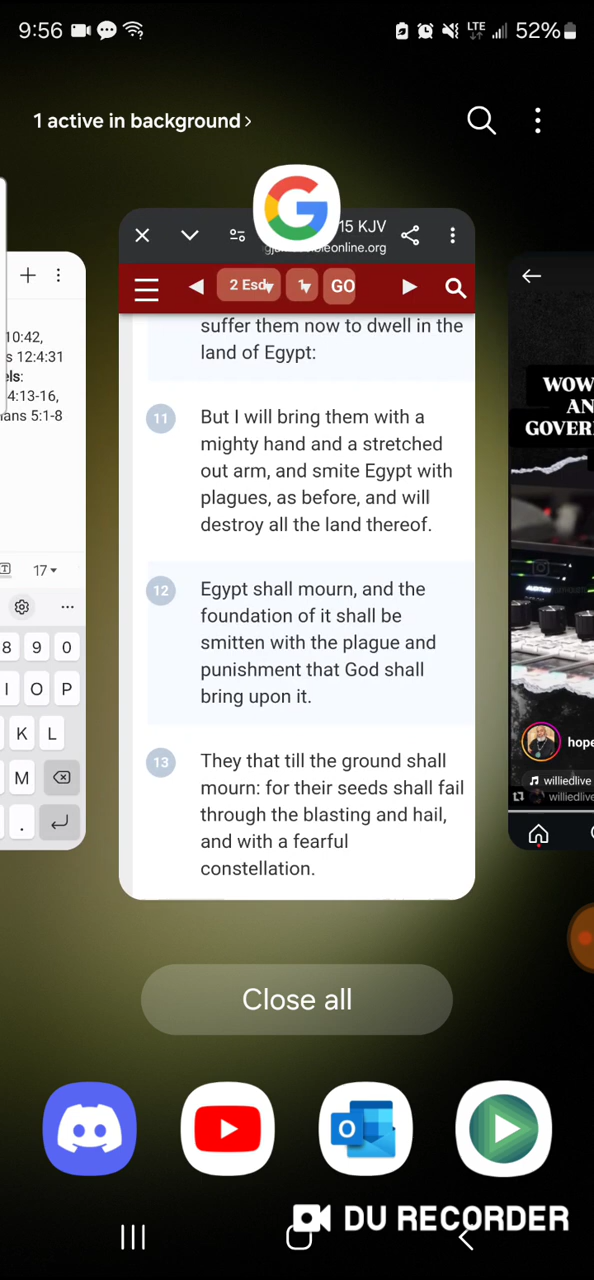 9:56
LTE
52%
1 active in background >
15 KJV
bleonline.org
2 Esd
GO
suffer them now to dwell in the
land of Egypt:
11
But I will bring them with a
mighty hand and a stretched
out arm, and smite Egypt with
plagues, as before, and will
destroy all the land thereof.
12
Egypt shall mourn, and the
foundation of it shall be
smitten with the plague and
punishment that God shall
bring upon it.
13
They that till the ground shall
mourn: for their seeds shall fail
through the blasting and hail,
and with a fearful
constellation.
10:42,
s 12:4:31
els:
4:13-16,
ians 5:1-8
17
8 9 0
I O P
K L
M
.
WOW
AN
GOVER
hope
williedlive
williedlive
Close all
DU RECORDER